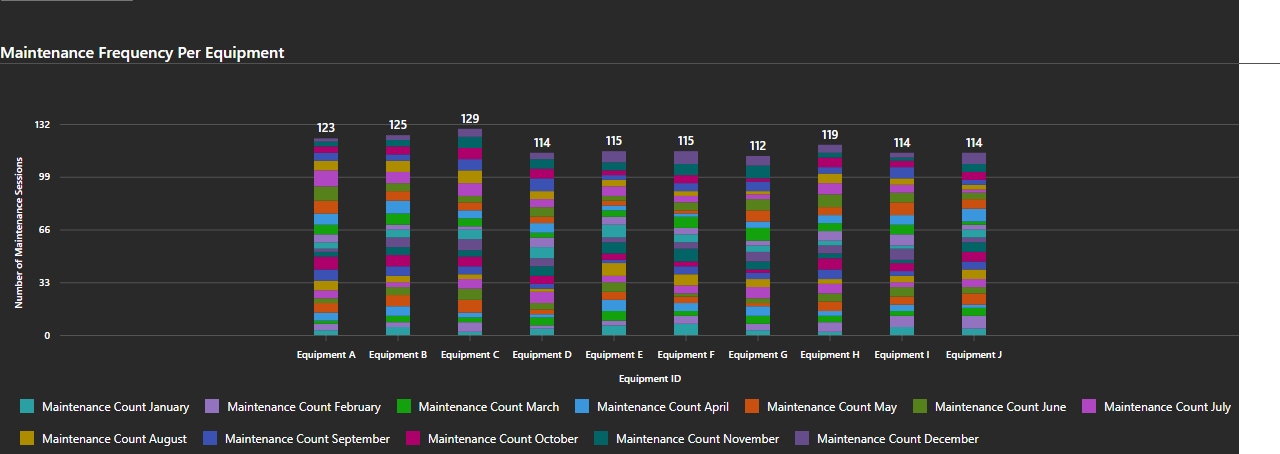 Maintenance Frequency Per Equipment
Number of Maintenance Sessions
132
99
66
33
0
123
125
129
114
115
115
112
119
114
114
Equipment A
Equipment B
Equipment C
Equipment D
Equipment E
Equipment F
Equipment G
Equipment H
Equipment I
Equipment J
Equipment ID
Maintenance Count January
Maintenance Count February
Maintenance Count March
Maintenance Count April
Maintenance Count May
Maintenance Count June
Maintenance Count July
Maintenance Count August
Maintenance Count September
Maintenance Count October
Maintenance Count November
Maintenance Count December